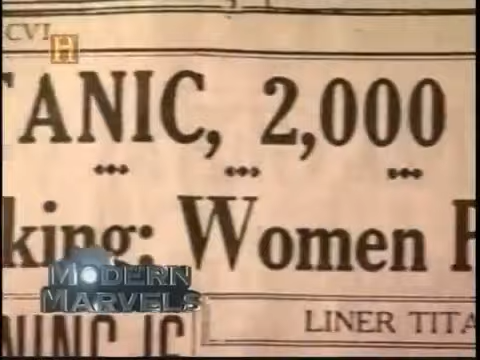 CVI
H
TANIC, 2,000
king: Women
MODERN
MARVELS
LINER TITA